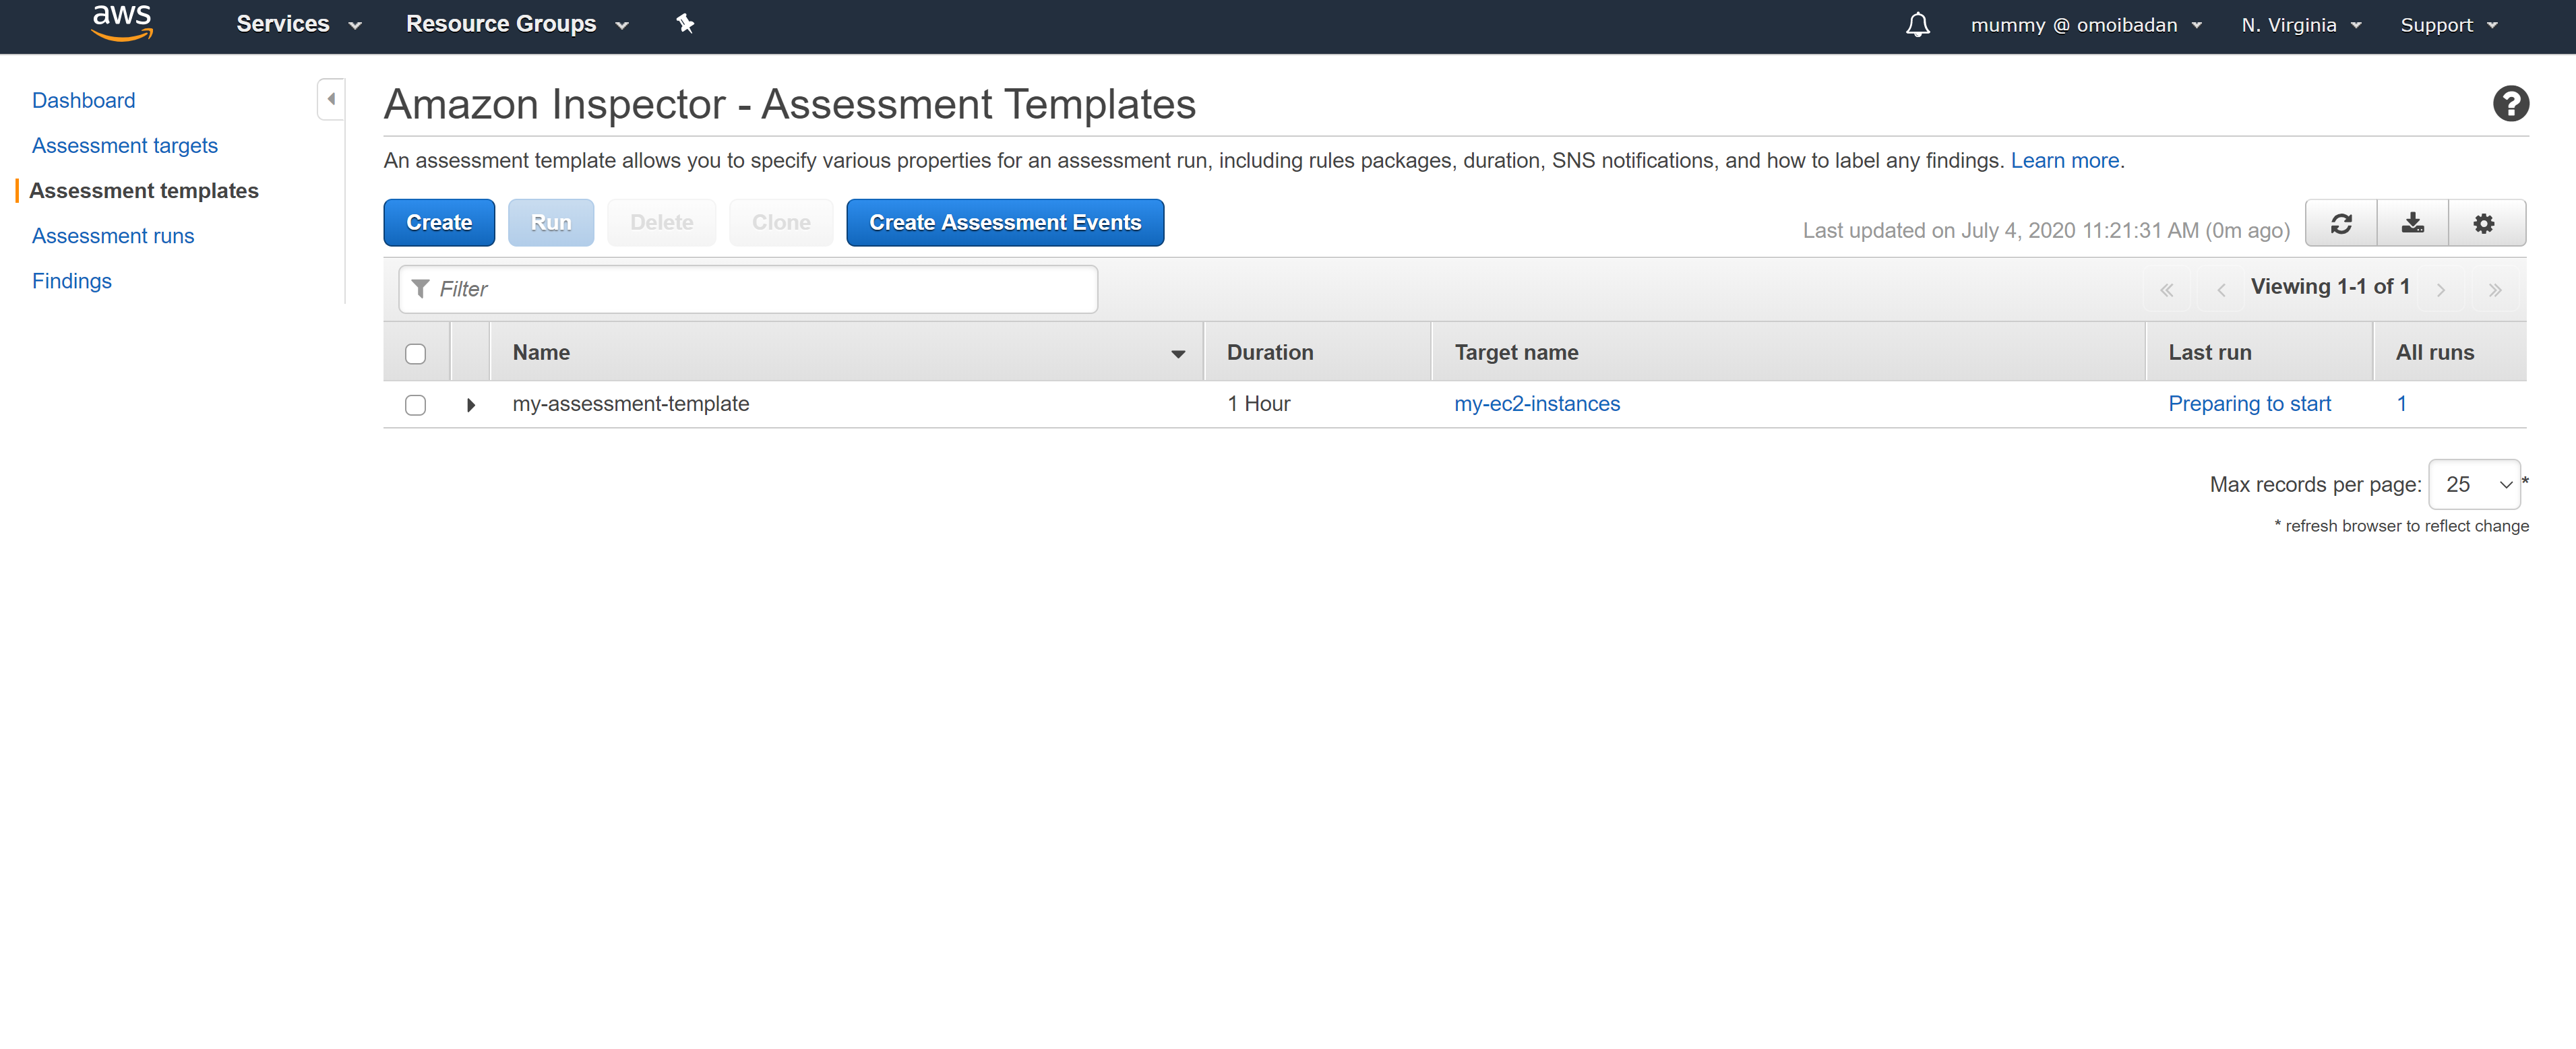 aws Services Resource Groups mummy @ omoibadan N. Virginia Support
Dashboard
Assessment targets
Assessment templates
Assessment runs
Findings
Amazon Inspector - Assessment Templates
An assessment template allows you to specify various properties for an assessment run, including rules packages, duration, SNS notifications, and how to label any findings. Learn more.
Create Run Delete Clone Create Assessment Events Last updated on July 4, 2020 11:21:31 AM (0m ago)
Filter Viewing 1-1 of 1
Name Duration Target name Last run All runs
my-assessment-template 1 Hour my-ec2-instances Preparing to start 1
Max records per page: 25 *
* refresh browser to reflect change